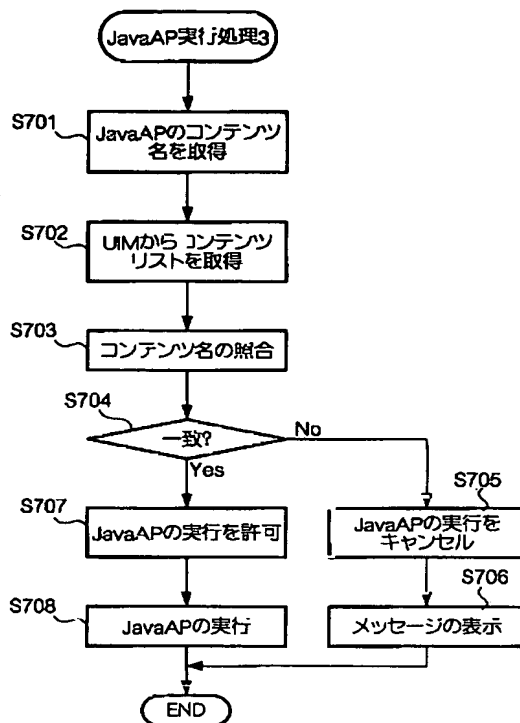 JavaAP実行処理3
S701
JavaAPのコンテンツ
名を取得
S702
UIMからコンテンツ
リストを取得
S703
コンテンツ名の照合
S704
一致?
No
Yes
S705
JavaAPの実行を
キャンセル
S707
JavaAPの実行を許可
S706
メッセージの表示
S708
JavaAPの実行
END